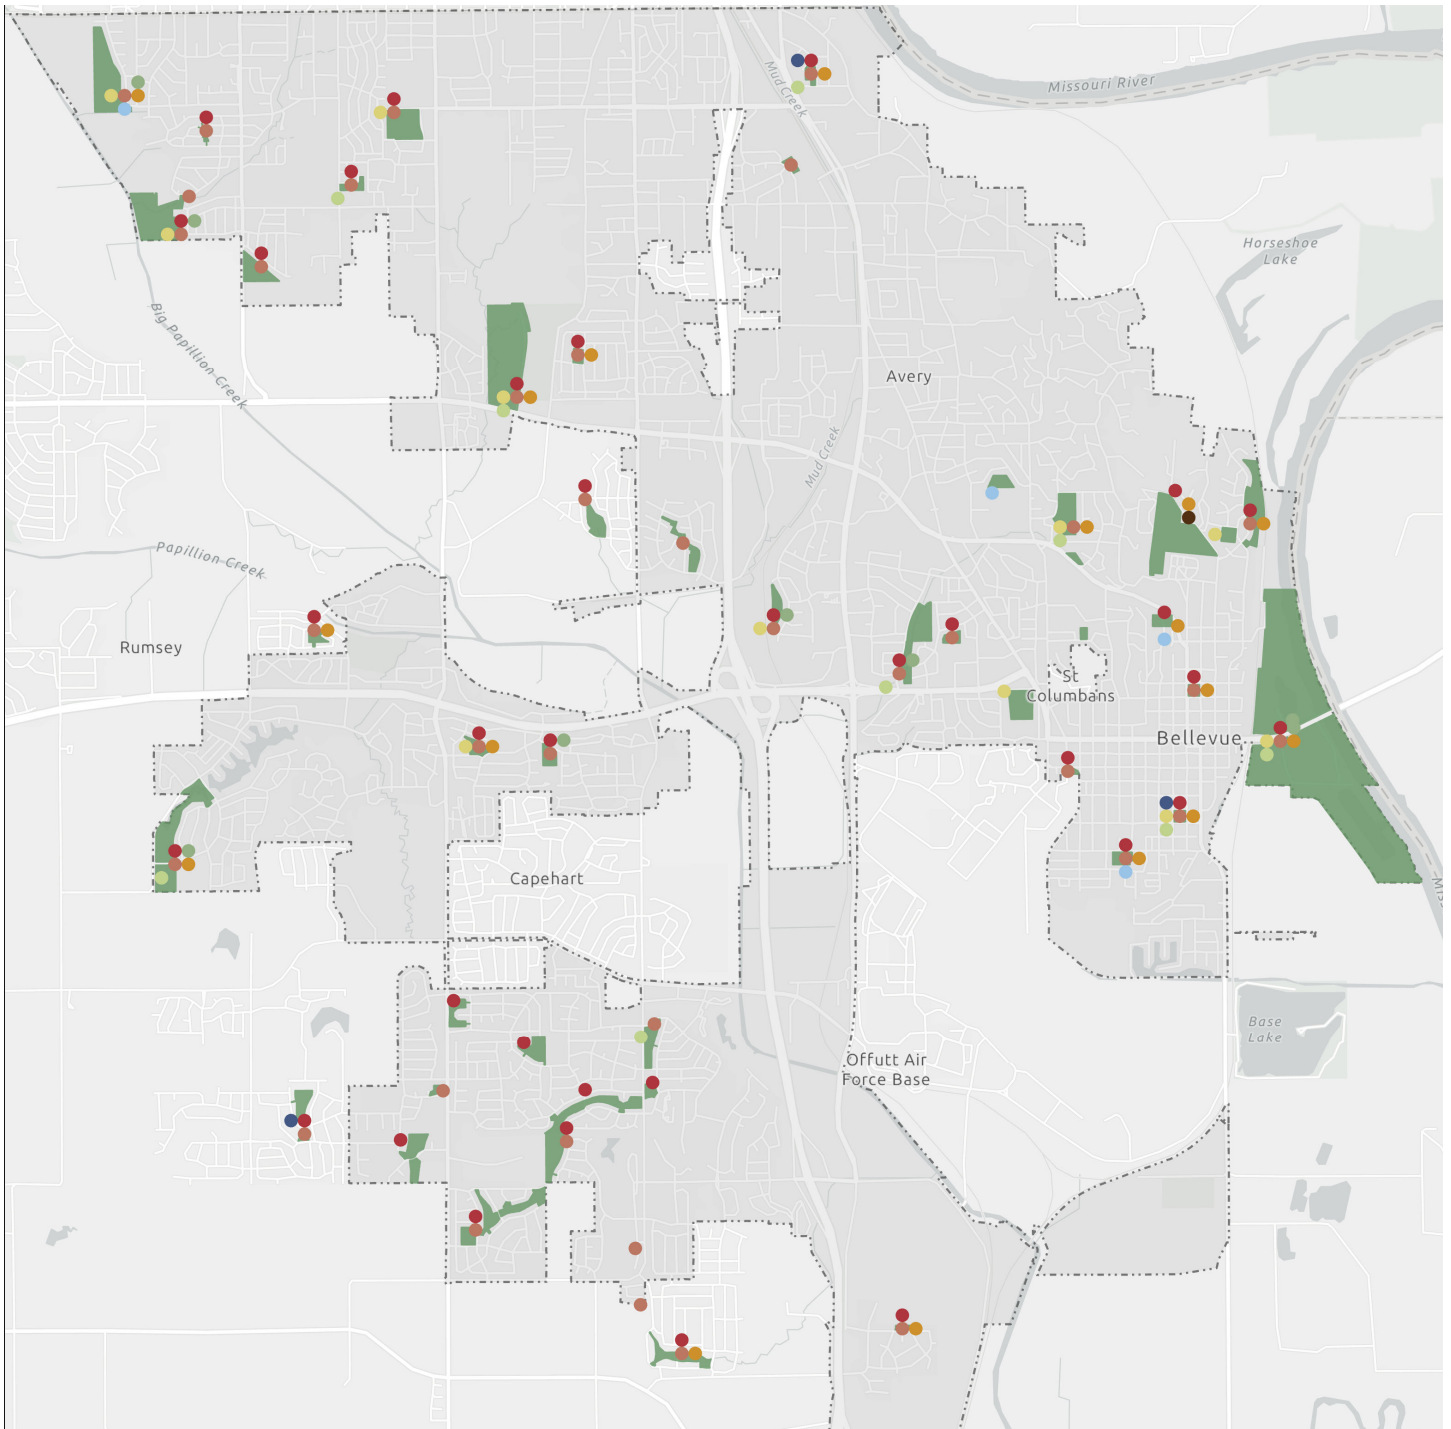 Missouri River
Mud Creek
Horseshoe
Lake
Big Papillion Creek
Avery
Mud Creek
Papillion Creek
Rumsey
St
Columbans
Bellevue
Capehart
Base
Lake
Offutt Air
Force Base